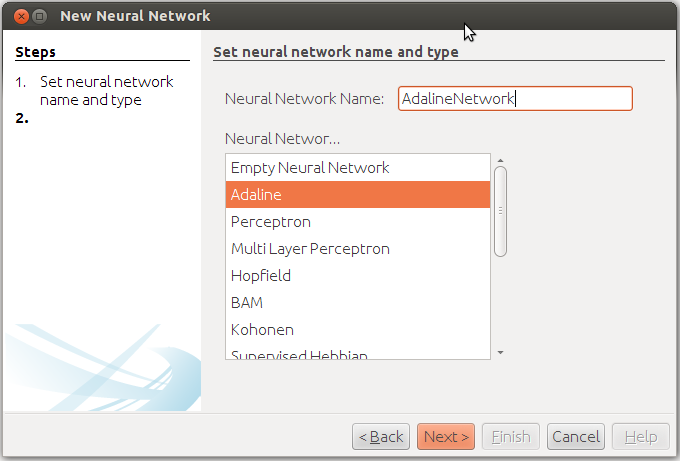 New Neural Network
Steps
1. Set neural network
name and type
2.
Set neural network name and type
Neural Network Name: AdalineNetwork
Neural Networ...
Empty Neural Network
Adaline
Perceptron
Multi Layer Perceptron
Hopfield
BAM
Kohonen
Supervised Hebbian
< Back Next > Finish Cancel Help